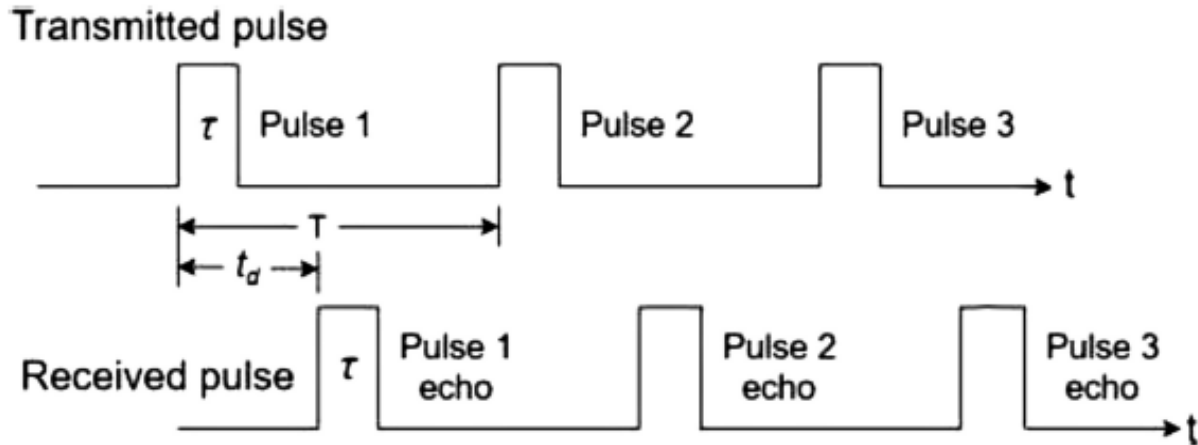 Transmitted pulse
τ Pulse 1 Pulse 2 Pulse 3
t
T
t_d
Pulse 1 Pulse 2 Pulse 3
Received pulse τ echo echo echo
t